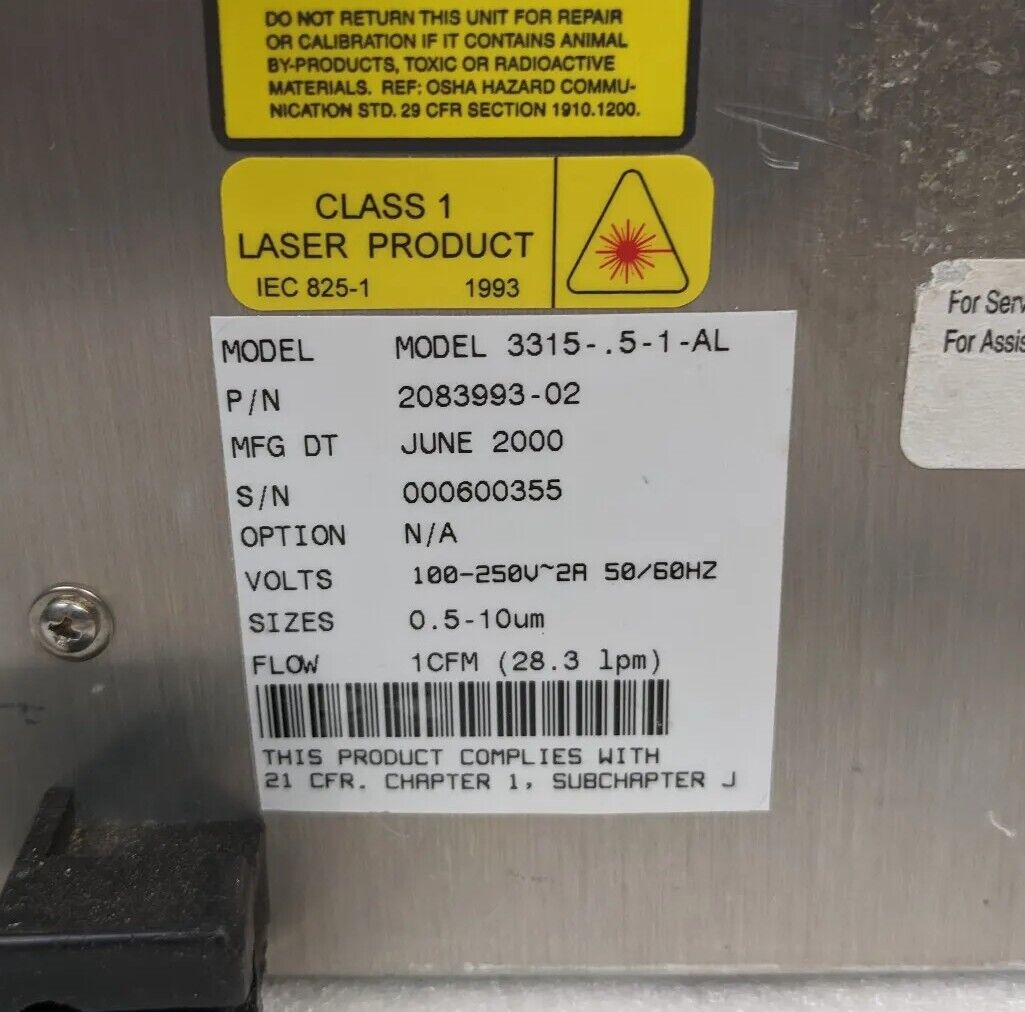 DO NOT RETURN THIS UNIT FOR REPAIR
OR CALIBRATION IF IT CONTAINS ANIMAL
BY-PRODUCTS, TOXIC OR RADIOACTIVE
MATERIALS. REF: OSHA HAZARD COMMU-
NICATION STD. 29 CFR SECTION 1910.1200.
CLASS 1
LASER PRODUCT
IEC 825-1 1993
MODEL MODEL 3315-.5-1-AL
P/N 2083993-02
MFG DT JUNE 2000
S/N 000600355
OPTION N/A
VOLTS 100-250V~2A 50/60HZ
SIZES 0.5-10um
FLOW 1CFM (28.3 lpm)
THIS PRODUCT COMPLIES WITH
21 CFR. CHAPTER 1, SUBCHAPTER J
For Serv
For Assis